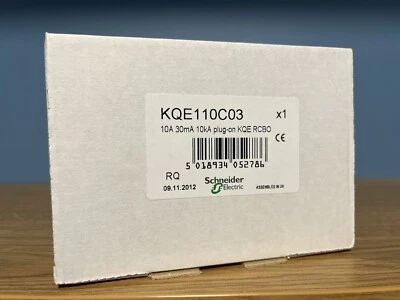 KQE110C03 x1
10A 30mA 10kA plug-on KQE RCBO
CE
5 018934 052786
RQ
09.11.2012
Schneider
Electric
ASSEMBLED IN UK